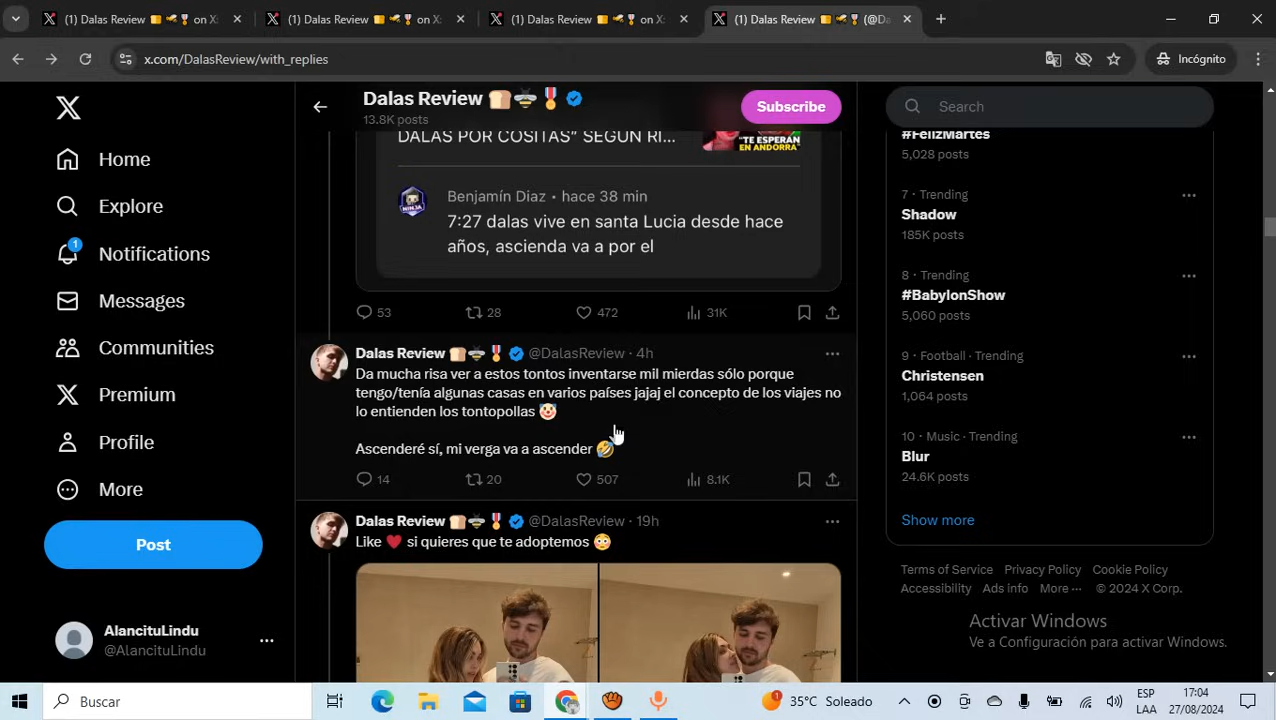 (1) Dalas Review on X:
(1) Dalas Review on X:
(1) Dalas Review on X:
(1) Dalas Review (@Da
x.com/DalasReview/with_replies
Incógnito
Dalas Review
13.8K posts
Subscribe
Search
Home
Explore
1
Notifications
Messages
Communities
Premium
Profile
More
Post
AlancituLindu
@AlancituLindu
DALAS POR COSITAS” SEGÚN RI...
"TE ESPERAN
EN ANDORRA"
NINJA
Benjamín Diaz · hace 38 min
7:27 dalas vive en santa Lucia desde hace
años, ascienda va a por el
53 28 472 31K
Dalas Review @DalasReview · 4h
Da mucha risa ver a estos tontos inventarse mil mierdas sólo porque
tengo/tenía algunas casas en varios países jajaj el concepto de los viajes no
lo entienden los tontopollas 🤡
Ascenderé sí, mi verga va a ascender 🤣
14 20 507 8.1K
Dalas Review @DalasReview · 19h
Like ❤️ si quieres que te adoptemos 😳
#FelizMartes
5,028 posts
7 · Trending
Shadow
185K posts
8 · Trending
#BabylonShow
5,060 posts
9 · Football · Trending
Christensen
1,064 posts
10 · Music · Trending
Blur
24.6K posts
Show more
Terms of Service Privacy Policy Cookie Policy
Accessibility Ads info More ··· © 2024 X Corp.
Activar Windows
Ve a Configuración para activar Windows.
Buscar
1
35°C Soleado
ESP
LAA
17:04
27/08/2024